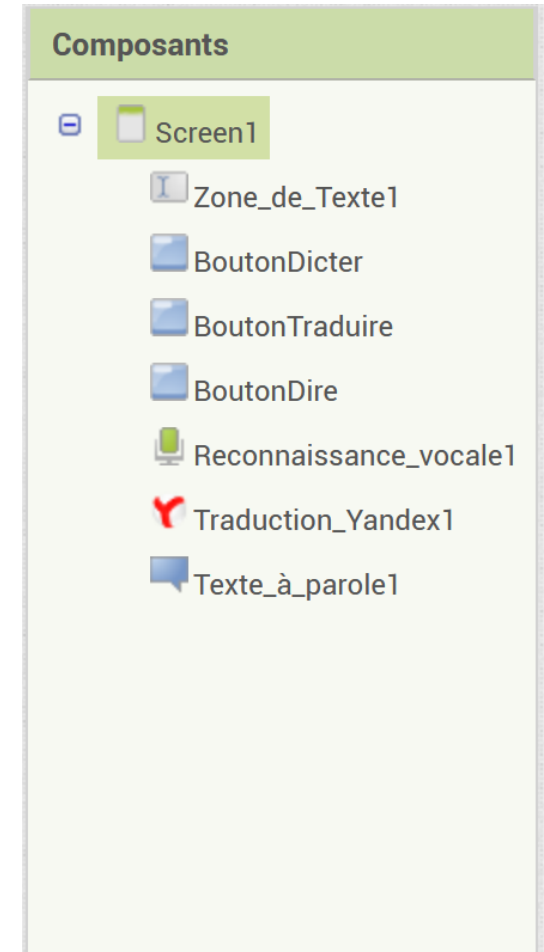 Composants
Screen1
Zone_de_Texte1
BoutonDicter
BoutonTraduire
BoutonDire
Reconnaissance_vocale1
Traduction_Yandex1
Texte_à_parole1